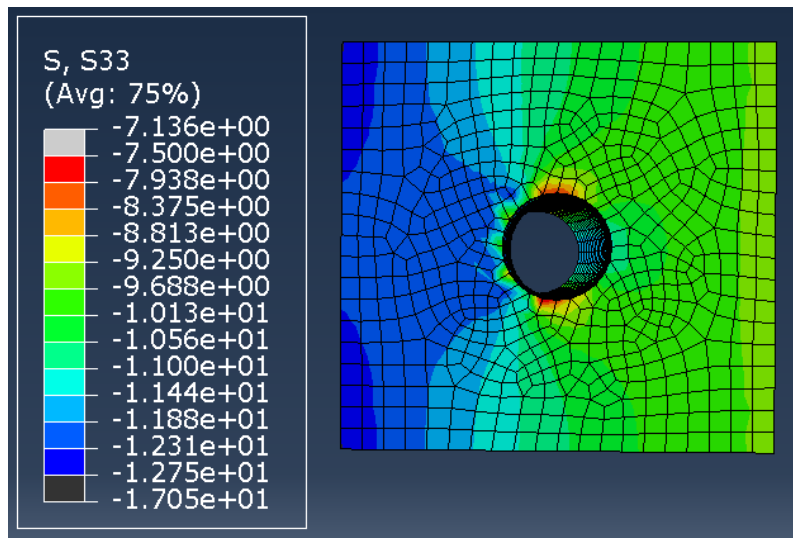 S, S33
(Avg: 75%)
-7.136e+00
-7.500e+00
-7.938e+00
-8.375e+00
-8.813e+00
-9.250e+00
-9.688e+00
-1.013e+01
-1.056e+01
-1.100e+01
-1.144e+01
-1.188e+01
-1.231e+01
-1.275e+01
-1.705e+01